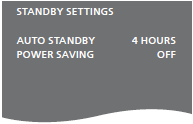 STANDBY SETTINGS
AUTO STANDBY 4 HOURS
POWER SAVING OFF